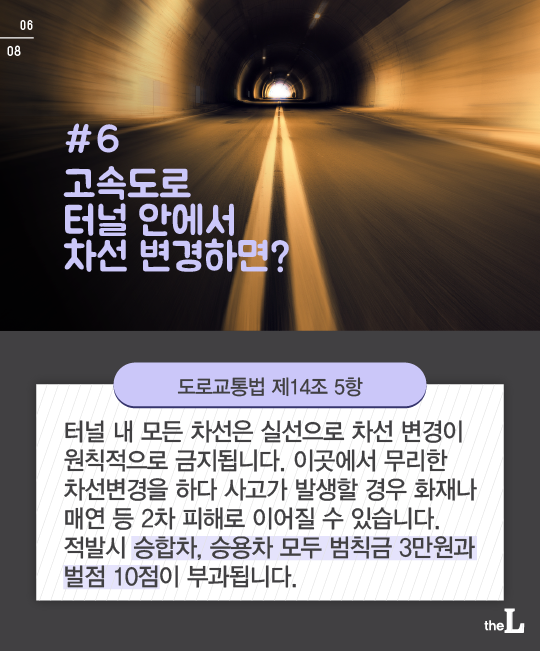 06
08
#6
고속도로
터널 안에서
차선 변경하면?
도로교통법 제14조 5항
터널 내 모든 차선은 실선으로 차선 변경이
원칙적으로 금지됩니다. 이곳에서 무리한
차선변경을 하다 사고가 발생할 경우 화재나
매연 등 2차 피해로 이어질 수 있습니다.
적발시 승합차, 승용차 모두 범칙금 3만원과
벌점 10점이 부과됩니다.
the L